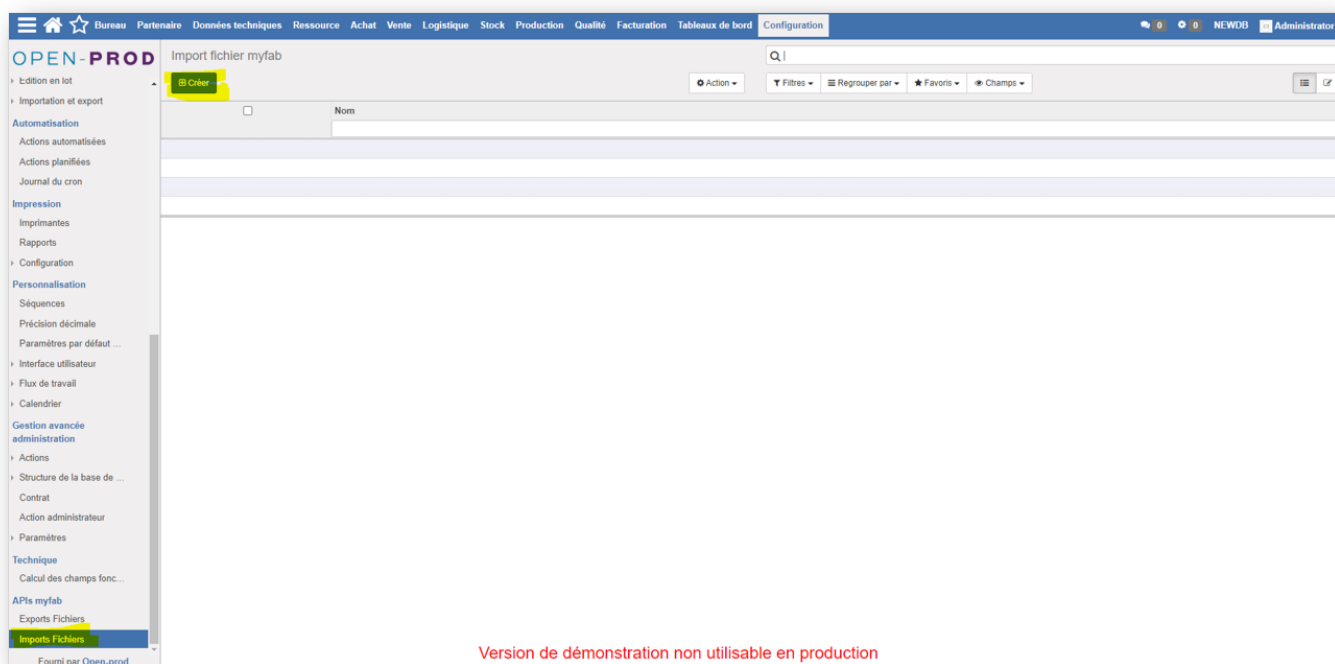 Bureau Partenaire Données techniques Ressource Achat Vente Logistique Stock Production Qualité Facturation Tableaux de bord Configuration 0 0 NEWDB Administrator
OPEN-PROD
Import fichier myfab
Edition en lot
Créer
Action
Filtres
Regrouper par
Favoris
Champs
Importation et export
Nom
Automatisation
Actions automatisées
Actions planifiées
Journal du cron
Impression
Imprimantes
Rapports
Configuration
Personnalisation
Séquences
Précision décimale
Paramètres par défaut ...
Interface utilisateur
Flux de travail
Calendrier
Gestion avancée
administration
Actions
Structure de la base de ...
Contrat
Action administrateur
Paramètres
Technique
Calcul des champs fonc...
APIs myfab
Exports Fichiers
Imports Fichiers
Fourni par Open-prod
Version de démonstration non utilisable en production